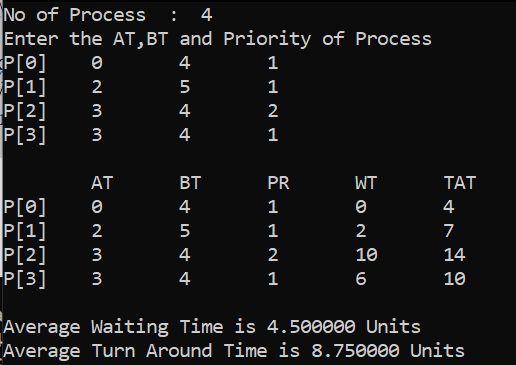 No of Process  :  4
Enter the AT,BT and Priority of Process
P[0]    0       4       1
P[1]    2       5       1
P[2]    3       4       2
P[3]    3       4       1
        AT      BT      PR      WT      TAT
P[0]    0       4       1       0       4
P[1]    2       5       1       2       7
P[2]    3       4       2       10      14
P[3]    3       4       1       6       10
Average Waiting Time is 4.500000 Units
Average Turn Around Time is 8.750000 Units